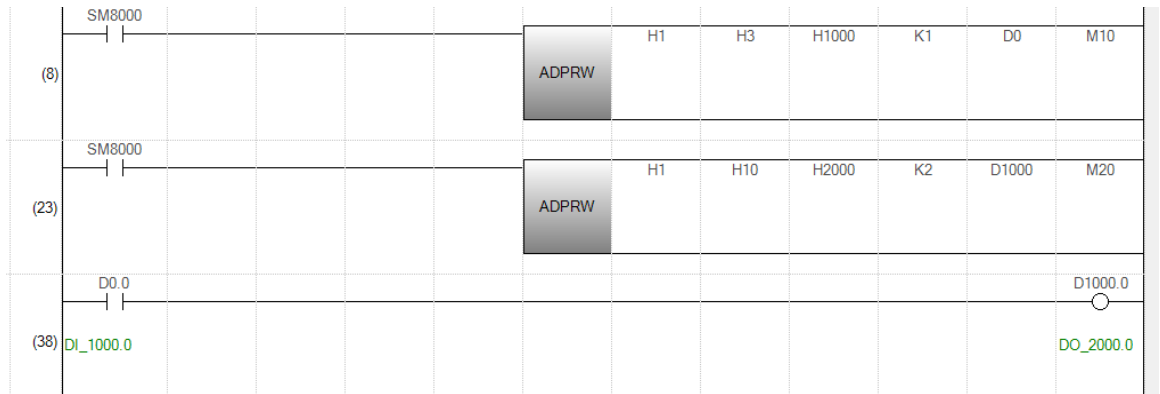 SM8000
H1 H3 H1000 K1 D0 M10
(8) ADPRW
SM8000
H1 H10 H2000 K2 D1000 M20
(23) ADPRW
D0.0 D1000.0
(38) DI_1000.0 DO_2000.0